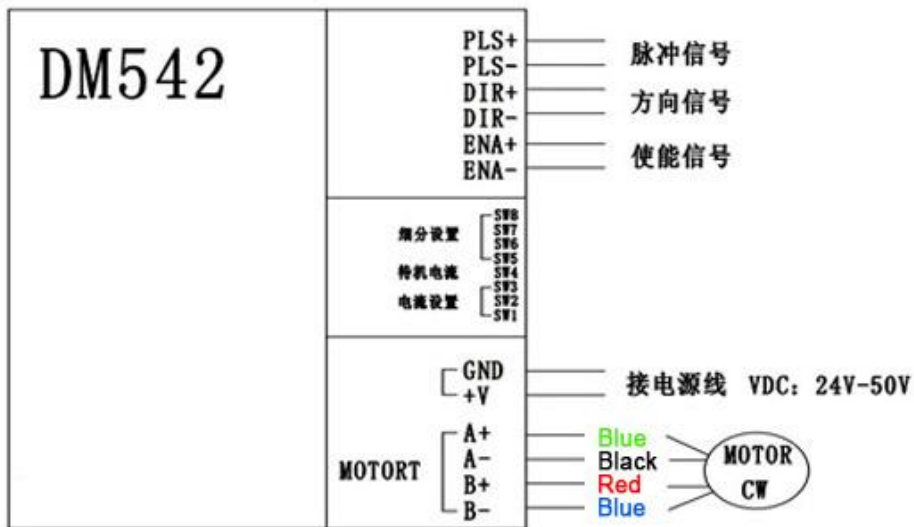 DM542
PLS+
PLS-
脉冲信号
DIR+
DIR-
方向信号
ENA+
ENA-
使能信号
SW8
SW7
SW6
SW5
细分设置
SW4
待机电流
SW3
SW2
SW1
电流设置
GND
+V
接电源线 VDC: 24V-50V
MOTORT
A+ Blue
A- Black
B+ Red
B- Blue
MOTOR
CW